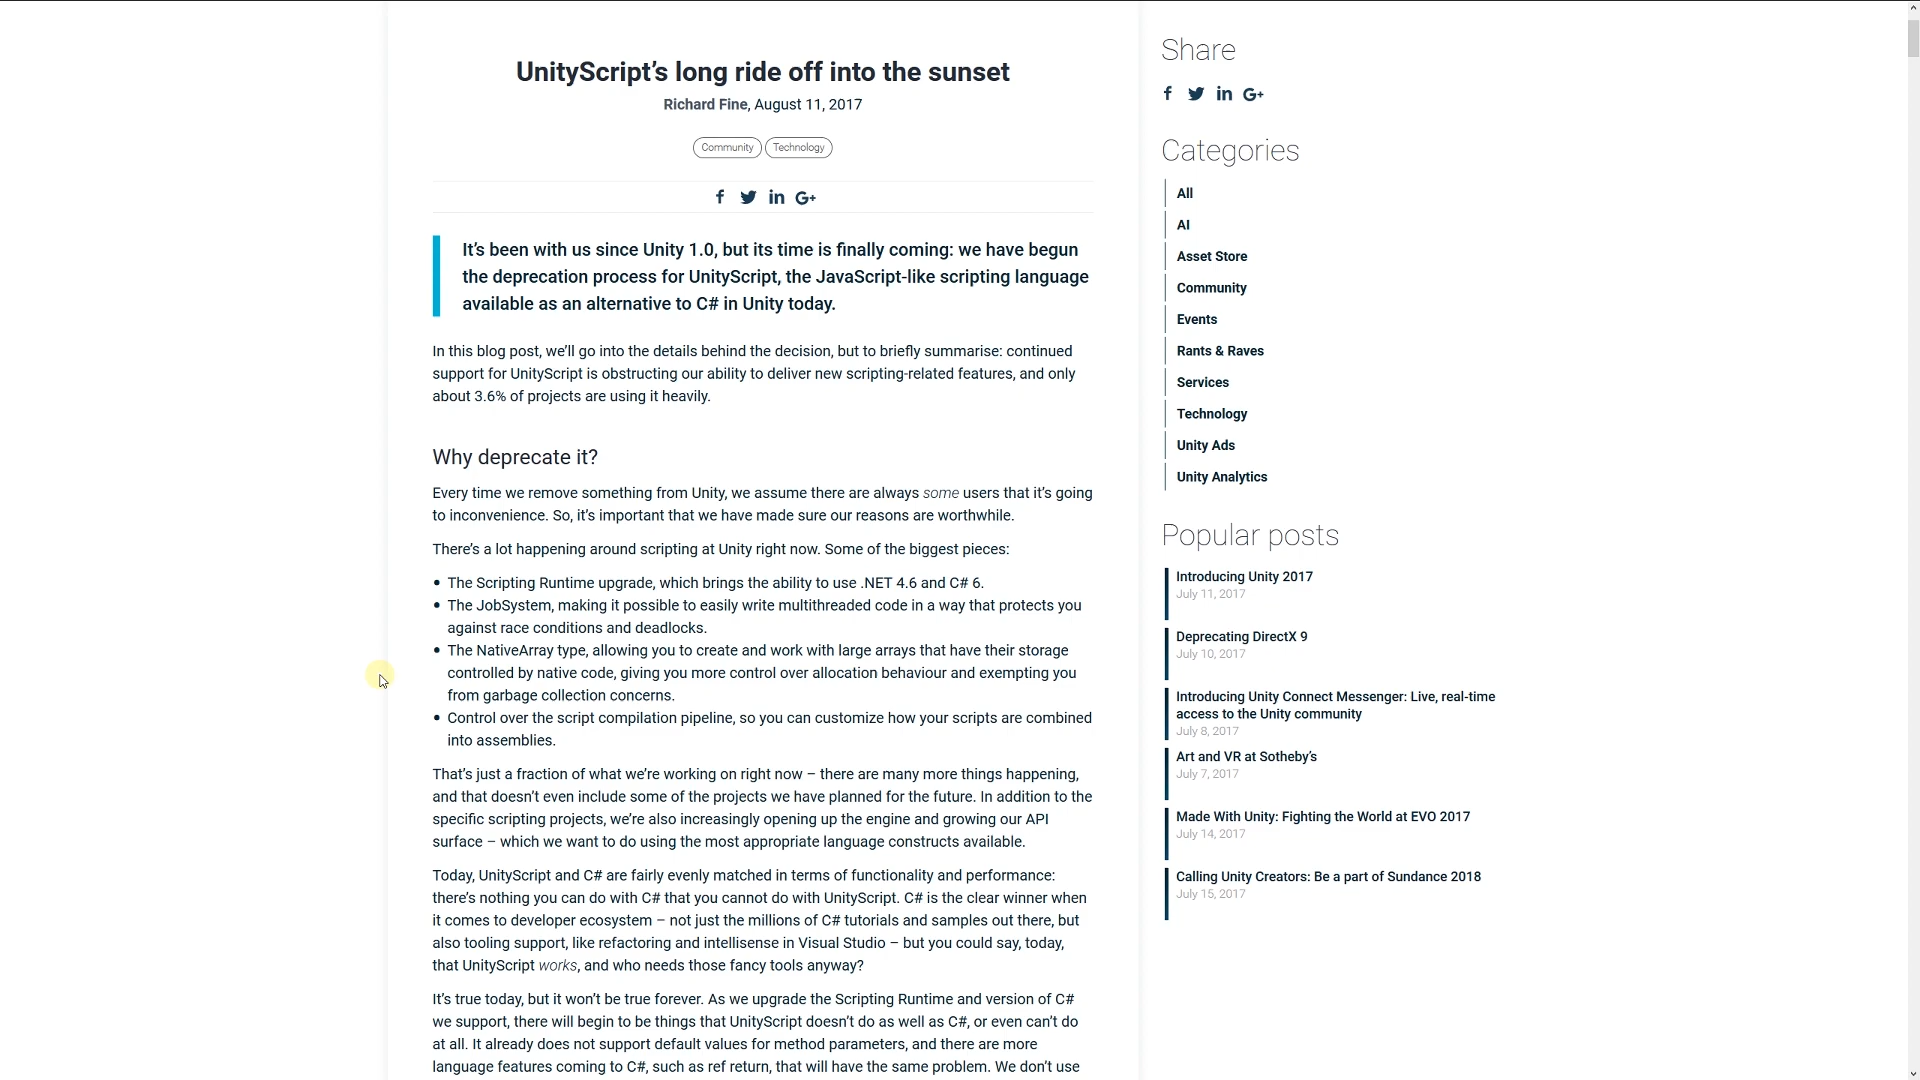 UnityScript’s long ride off into the sunset
Richard Fine, August 11, 2017
Community
Technology
f in G+
It’s been with us since Unity 1.0, but its time is finally coming: we have begun
the deprecation process for UnityScript, the JavaScript-like scripting language
available as an alternative to C# in Unity today.
In this blog post, we’ll go into the details behind the decision, but to briefly summarise: continued
support for UnityScript is obstructing our ability to deliver new scripting-related features, and only
about 3.6% of projects are using it heavily.
Why deprecate it?
Every time we remove something from Unity, we assume there are always some users that it’s going
to inconvenience. So, it’s important that we have made sure our reasons are worthwhile.
There’s a lot happening around scripting at Unity right now. Some of the biggest pieces:
• The Scripting Runtime upgrade, which brings the ability to use .NET 4.6 and C# 6.
• The JobSystem, making it possible to easily write multithreaded code in a way that protects you
against race conditions and deadlocks.
• The NativeArray type, allowing you to create and work with large arrays that have their storage
controlled by native code, giving you more control over allocation behaviour and exempting you
from garbage collection concerns.
• Control over the script compilation pipeline, so you can customize how your scripts are combined
into assemblies.
That’s just a fraction of what we’re working on right now – there are many more things happening,
and that doesn’t even include some of the projects we have planned for the future. In addition to the
specific scripting projects, we’re also increasingly opening up the engine and growing our API
surface – which we want to do using the most appropriate language constructs available.
Today, UnityScript and C# are fairly evenly matched in terms of functionality and performance:
there’s nothing you can do with C# that you cannot do with UnityScript. C# is the clear winner when
it comes to developer ecosystem – not just the millions of C# tutorials and samples out there, but
also tooling support, like refactoring and intellisense in Visual Studio – but you could say, today,
that UnityScript works, and who needs those fancy tools anyway?
It’s true today, but it won’t be true forever. As we upgrade the Scripting Runtime and version of C#
we support, there will begin to be things that UnityScript doesn’t do as well as C#, or even can’t do
at all. It already does not support default values for method parameters, and there are more
language features coming to C#, such as ref return, that will have the same problem. We don’t use
Share
f in G+
Categories
All
AI
Asset Store
Community
Events
Rants & Raves
Services
Technology
Unity Ads
Unity Analytics
Popular posts
Introducing Unity 2017
July 11, 2017
Deprecating DirectX 9
July 10, 2017
Introducing Unity Connect Messenger: Live, real-time
access to the Unity community
July 8, 2017
Art and VR at Sotheby’s
July 7, 2017
Made With Unity: Fighting the World at EVO 2017
July 14, 2017
Calling Unity Creators: Be a part of Sundance 2018
July 15, 2017